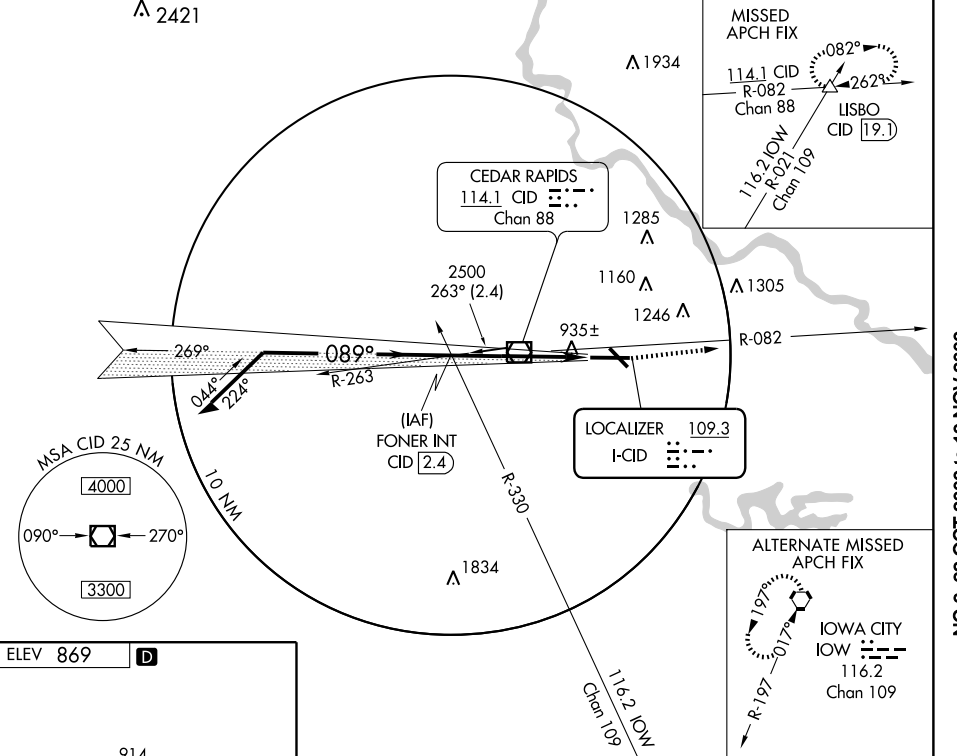 2421
1934
MISSED
APCH FIX
082°
262°
114.1 CID
R-082
Chan 88
LISBO
CID 19.1
116.2 IOW
R-021
Chan 109
CEDAR RAPIDS
114.1 CID
Chan 88
1285
1160
1305
1246
2500
263° (2.4)
935±
R-082
269°
089°
R-263
044°
224°
(IAF)
FONER INT
CID 2.4
LOCALIZER 109.3
I-CID
R-330
10 NM
MSA CID 25 NM
4000
090°
270°
3300
1834
116.2 IOW
Chan 109
ALTERNATE MISSED
APCH FIX
197°
017°
R-197
IOWA CITY
IOW
116.2
Chan 109
ELEV 869 D
914